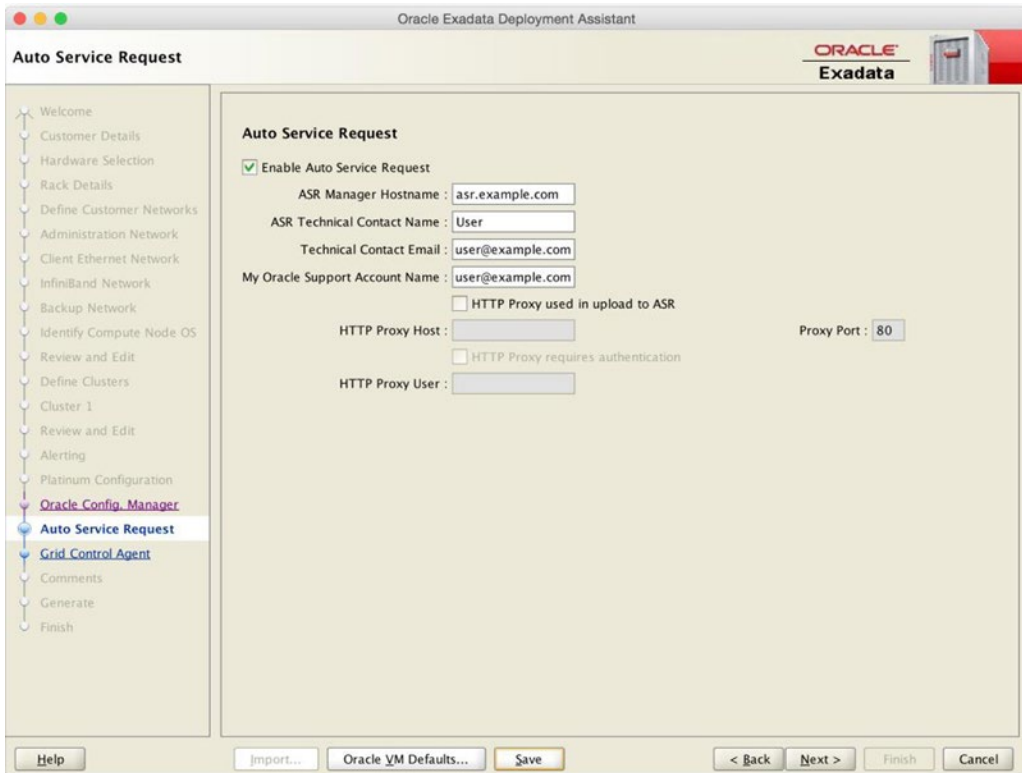 Oracle Exadata Deployment Assistant
Auto Service Request
ORACLE
Exadata
Welcome
Customer Details
Hardware Selection
Rack Details
Define Customer Networks
Administration Network
Client Ethernet Network
InfiniBand Network
Backup Network
Identify Compute Node OS
Review and Edit
Define Clusters
Cluster 1
Review and Edit
Alerting
Platinum Configuration
Oracle Config. Manager
Auto Service Request
Grid Control Agent
Comments
Generate
Finish
Auto Service Request
Enable Auto Service Request
ASR Manager Hostname : asr.example.com
ASR Technical Contact Name : User
Technical Contact Email : user@example.com
My Oracle Support Account Name : user@example.com
HTTP Proxy used in upload to ASR
HTTP Proxy Host : Proxy Port : 80
HTTP Proxy requires authentication
HTTP Proxy User :
Help Import... Oracle VM Defaults... Save < Back Next > Finish Cancel